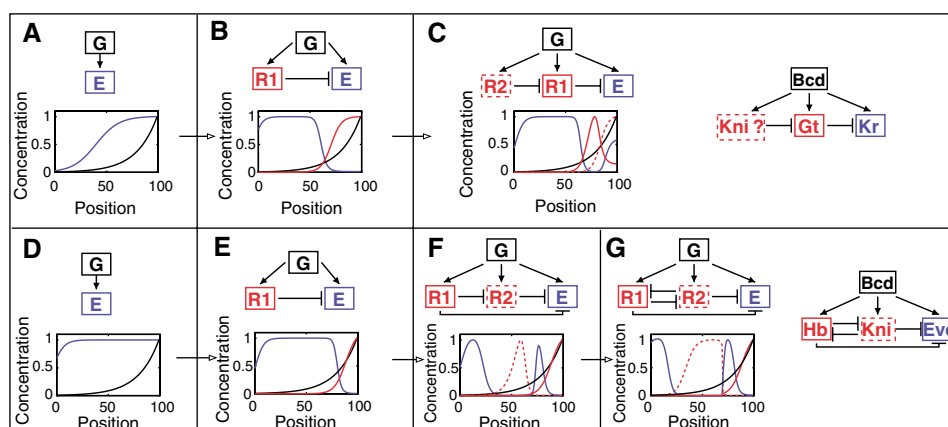 A
G
E
Concentration
1
0.5
0
0
50
100
Position
B
G
R1
E
Concentration
1
0.5
0
0
50
100
Position
C
G
R2
R1
E
Concentration
1
0.5
0
0
50
100
Position
Bcd
Kni ?
Gt
Kr
D
G
E
Concentration
1
0.5
0
0
50
100
Position
E
G
R1
E
Concentration
1
0.5
0
0
50
100
Position
F
G
R1
R2
E
Concentration
1
0.5
0
0
50
100
Position
G
G
R1
R2
E
Concentration
1
0.5
0
0
50
100
Position
Bcd
Hb
Kni
Eve